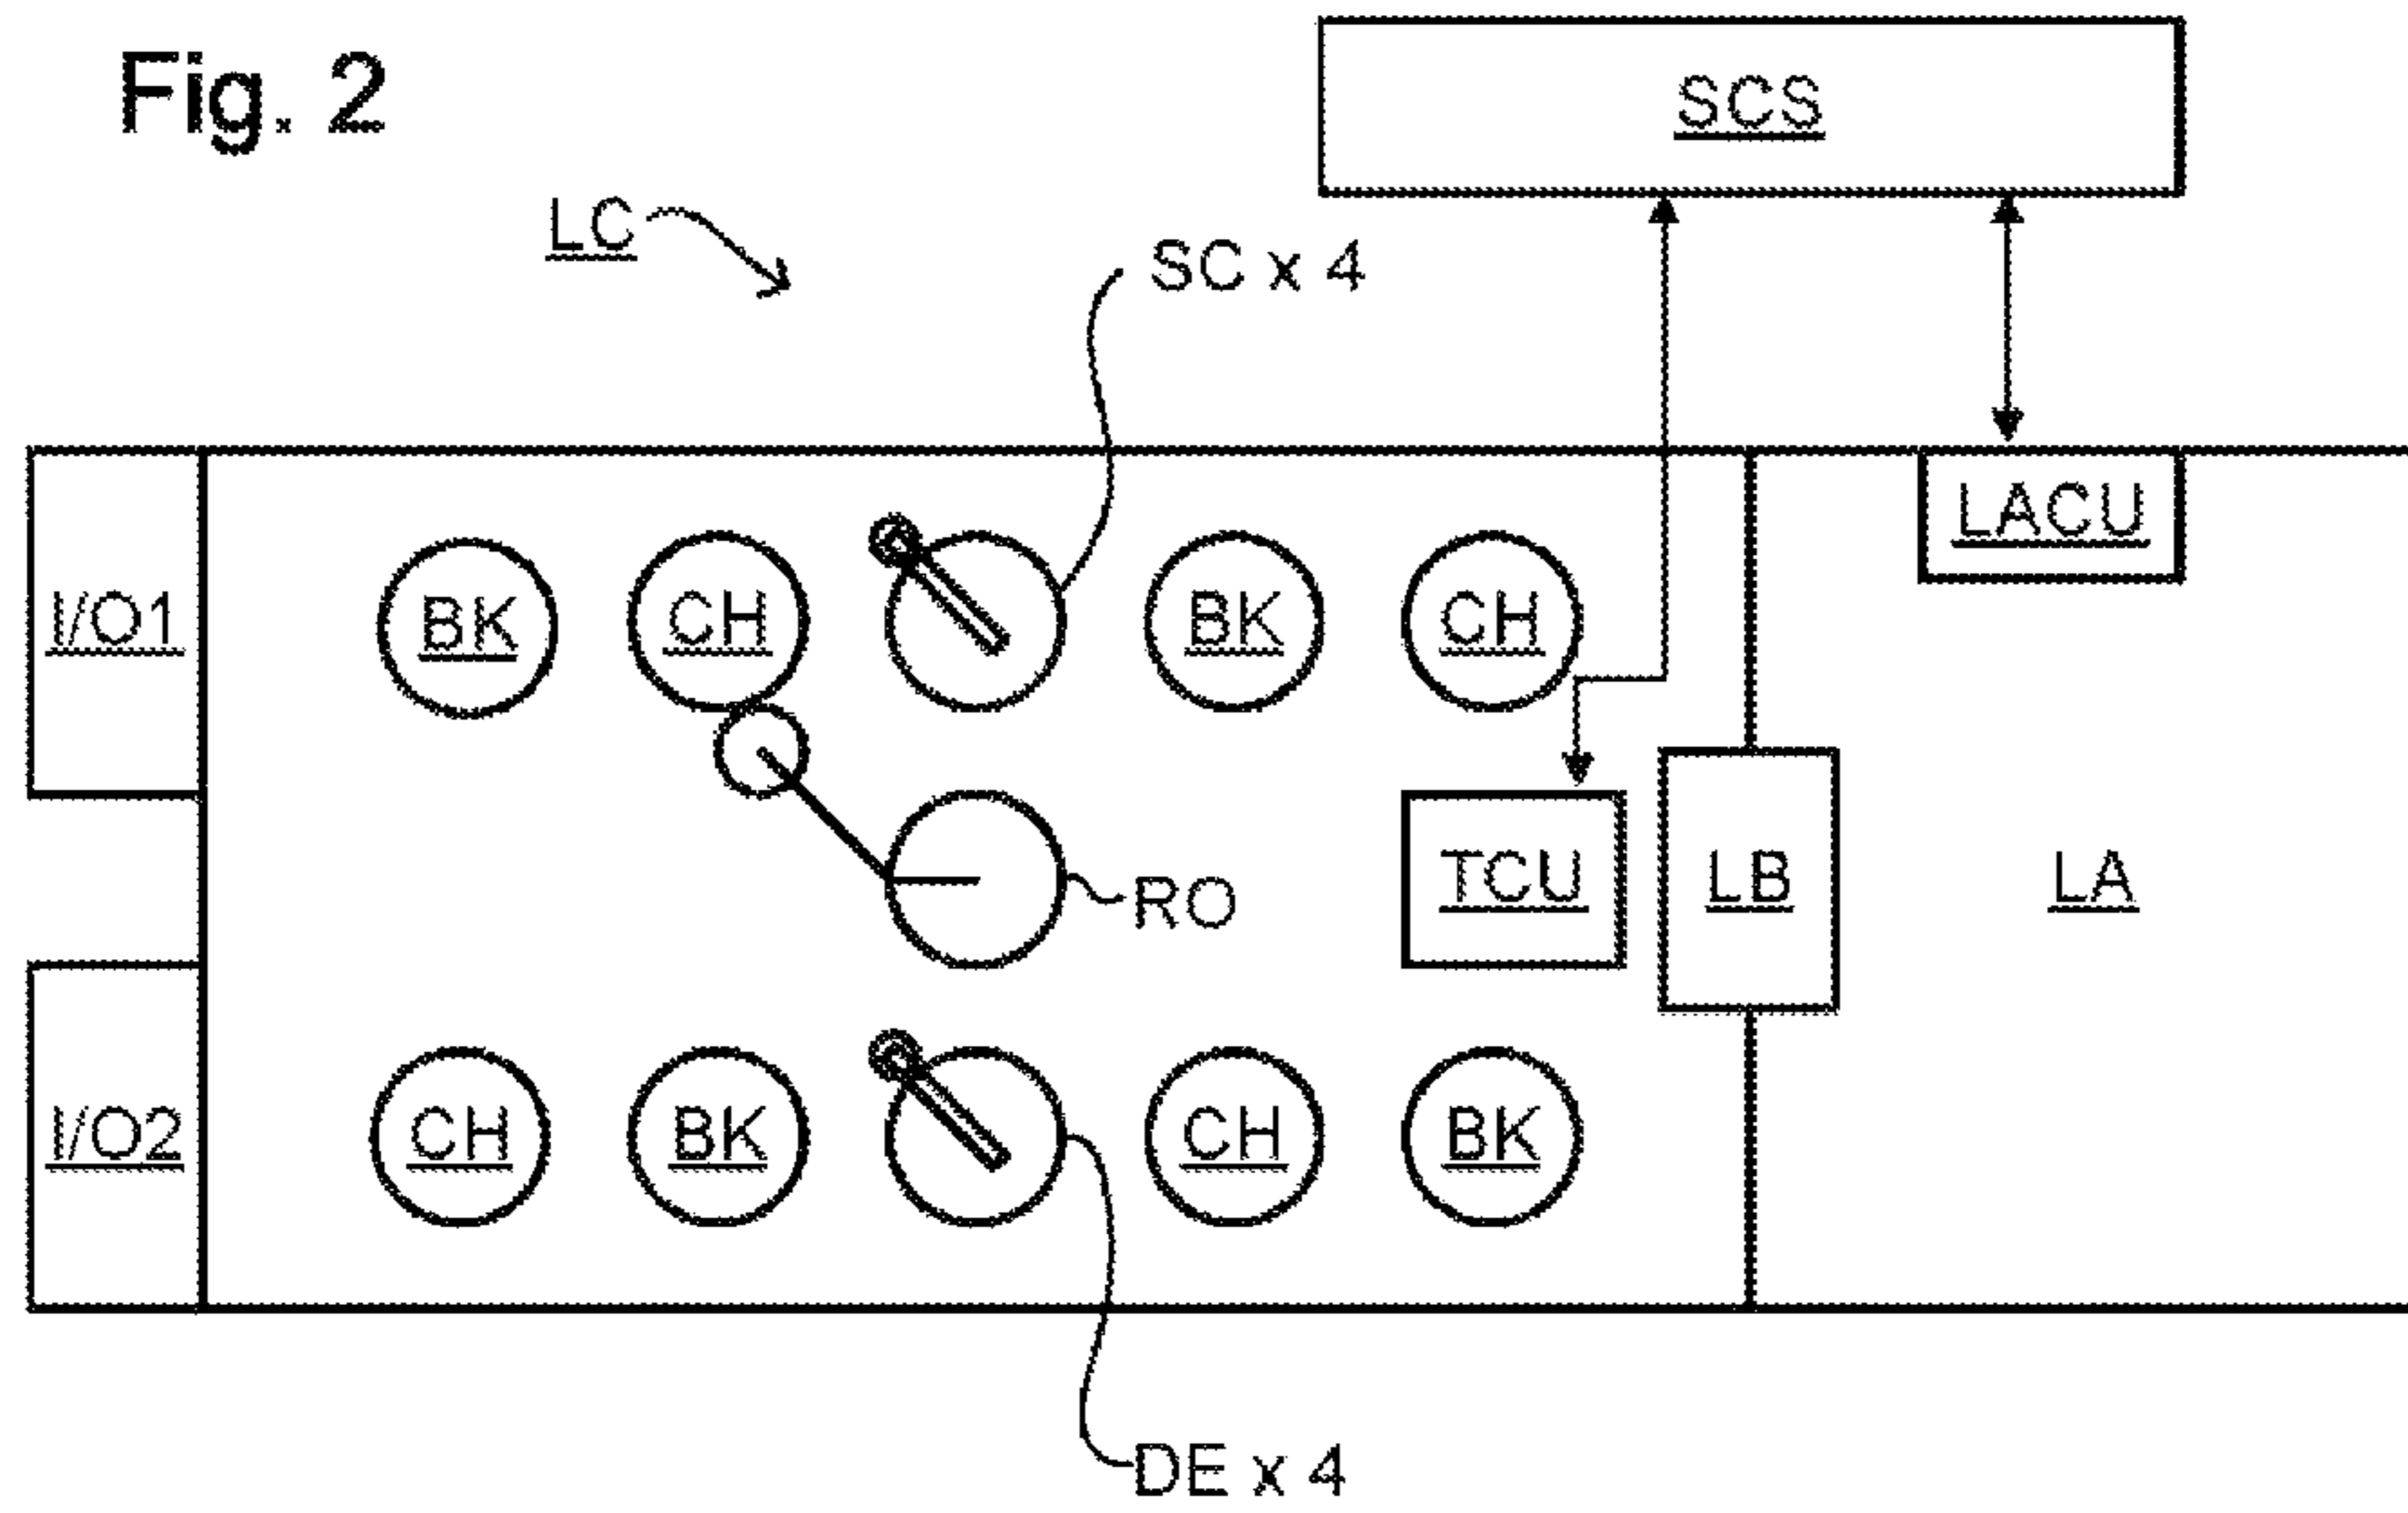 Fig. 2
SCS
LC
SC x 4
LACU
I/O1
BK
CH
BK
CH
TCU
LB
LA
RO
I/O2
CH
BK
CH
BK
DE x 4